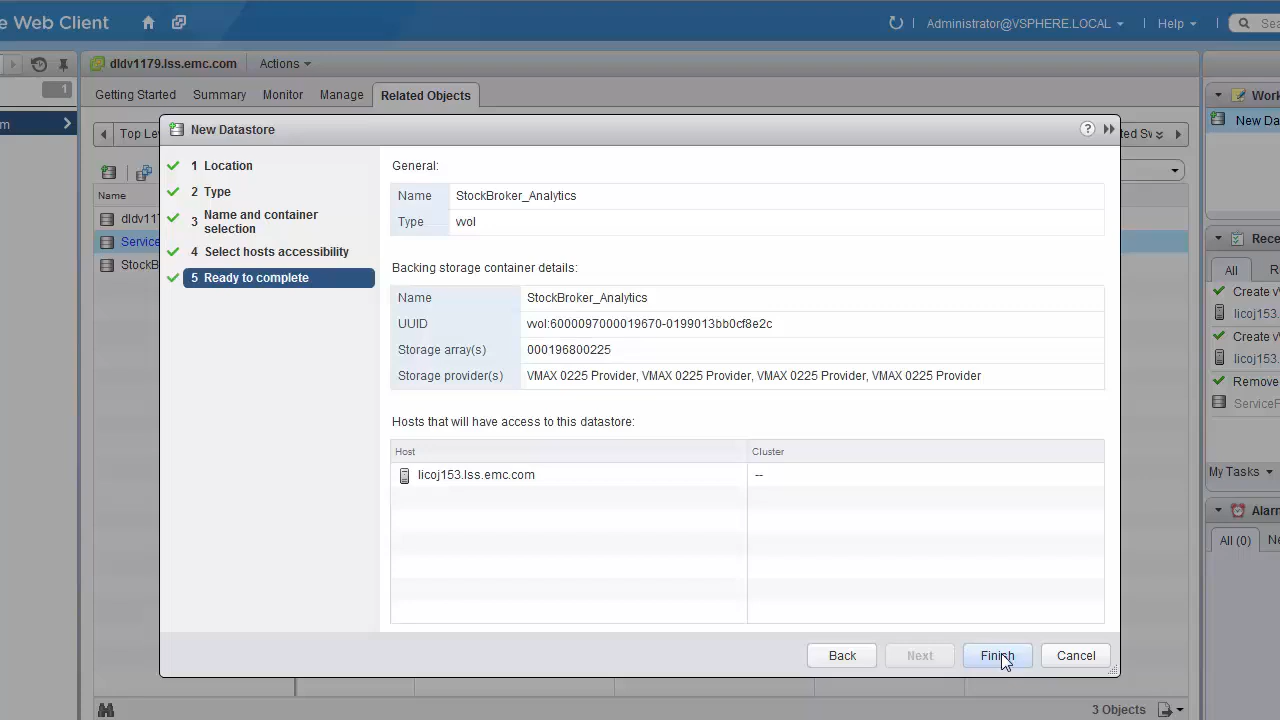 e Web Client
Administrator@VSPHERE.LOCAL
Help
Sea
1
dldv1179.lss.emc.com
Actions
Getting Started
Summary
Monitor
Manage
Related Objects
m
Top Le
ed Sv
Name
dldv117
Service
StockB
New Datastore
?
1 Location
2 Type
3 Name and container
selection
4 Select hosts accessibility
5 Ready to complete
General:
Name StockBroker_Analytics
Type vvol
Backing storage container details:
Name StockBroker_Analytics
UUID vvol:6000097000019670-0199013bb0cf8e2c
Storage array(s) 000196800225
Storage provider(s) VMAX 0225 Provider, VMAX 0225 Provider, VMAX 0225 Provider, VMAX 0225 Provider
Hosts that will have access to this datastore:
Host Cluster
licoj153.lss.emc.com --
Back Next Finish Cancel
3 Objects
Work
New Da
Rece
All R
Create v
licoj153.
Create v
licoj153.
Remove
ServiceF
My Tasks
Alarm
All (0) Ne